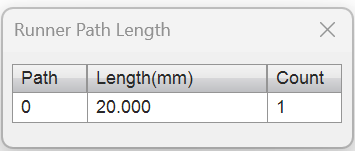 Runner Path Length
Path Length(mm) Count
0 20.000 1